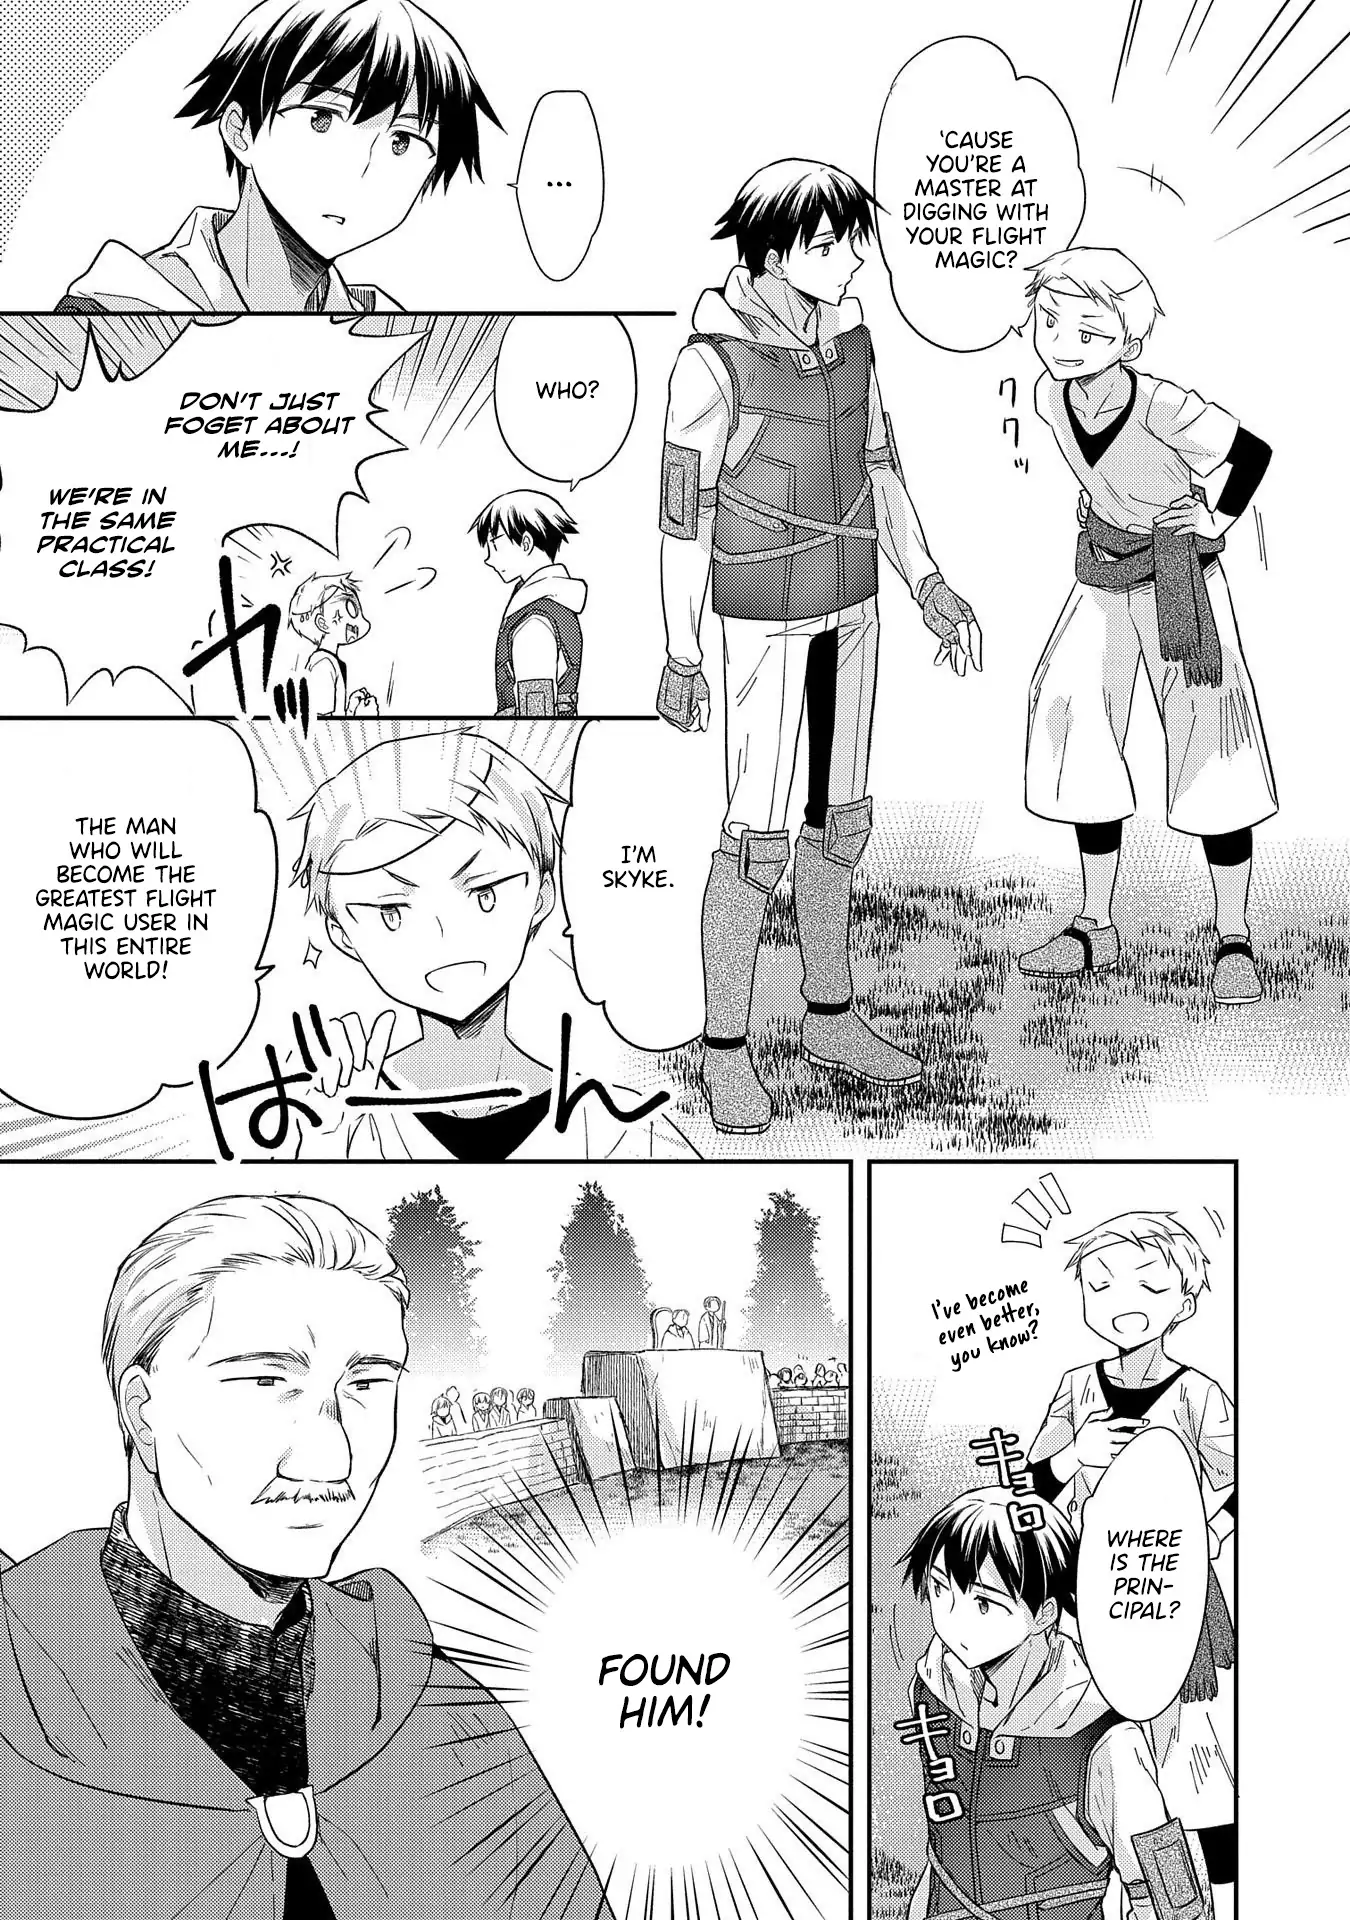 'CAUSE
YOU'RE A
MASTER AT
DIGGING WITH
YOUR FLIGHT
MAGIC?
ククッ
...
WHO?
DON'T JUST
FOGET ABOUT
ME...!
WE'RE IN
THE SAME
PRACTICAL
CLASS!
ヤッ
I'M
SKYKE.
THE MAN
WHO WILL
BECOME THE
GREATEST FLIGHT
MAGIC USER IN
THIS ENTIRE
WORLD!
ばーん
I've become
even better,
you know?
キョロ
WHERE
IS THE
PRIN-
CIPAL?
キョロ
FOUND
HIM!